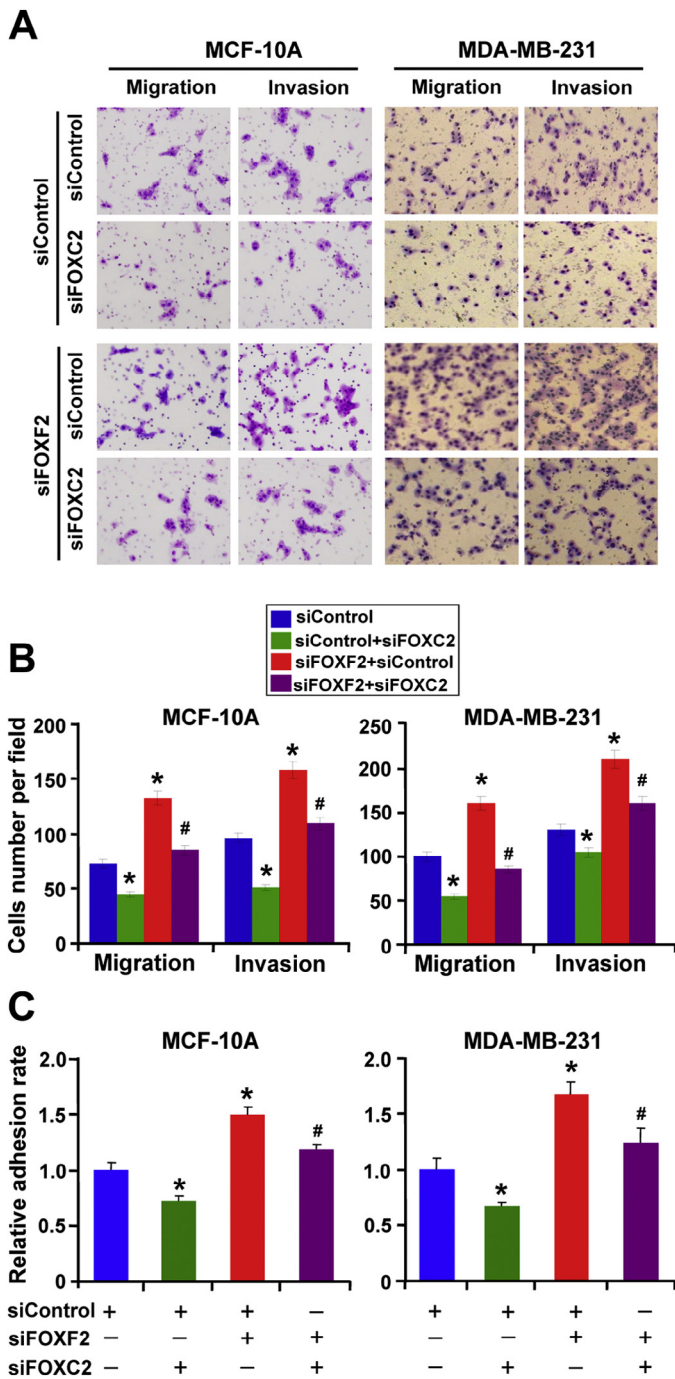 A
MCF-10A MDA-MB-231
Migration Invasion Migration Invasion
siControl
siControl
siFOXC2
siFOXF2
siControl
siFOXC2
siControl
siControl+siFOXC2
siFOXF2+siControl
siFOXF2+siFOXC2
B
MCF-10A MDA-MB-231
Cells number per field
200
150
100
50
0
* * # * * #
Migration Invasion
250
200
150
100
50
0
* * # * * #
Migration Invasion
C
MCF-10A MDA-MB-231
Relative adhesion rate
2.0
1.5
1.0
0.5
0
* * #
2.0
1.5
1.0
0.5
0
* * #
siControl + + + – + + + –
siFOXF2 – – + + – – + +
siFOXC2 – + – + – + – +